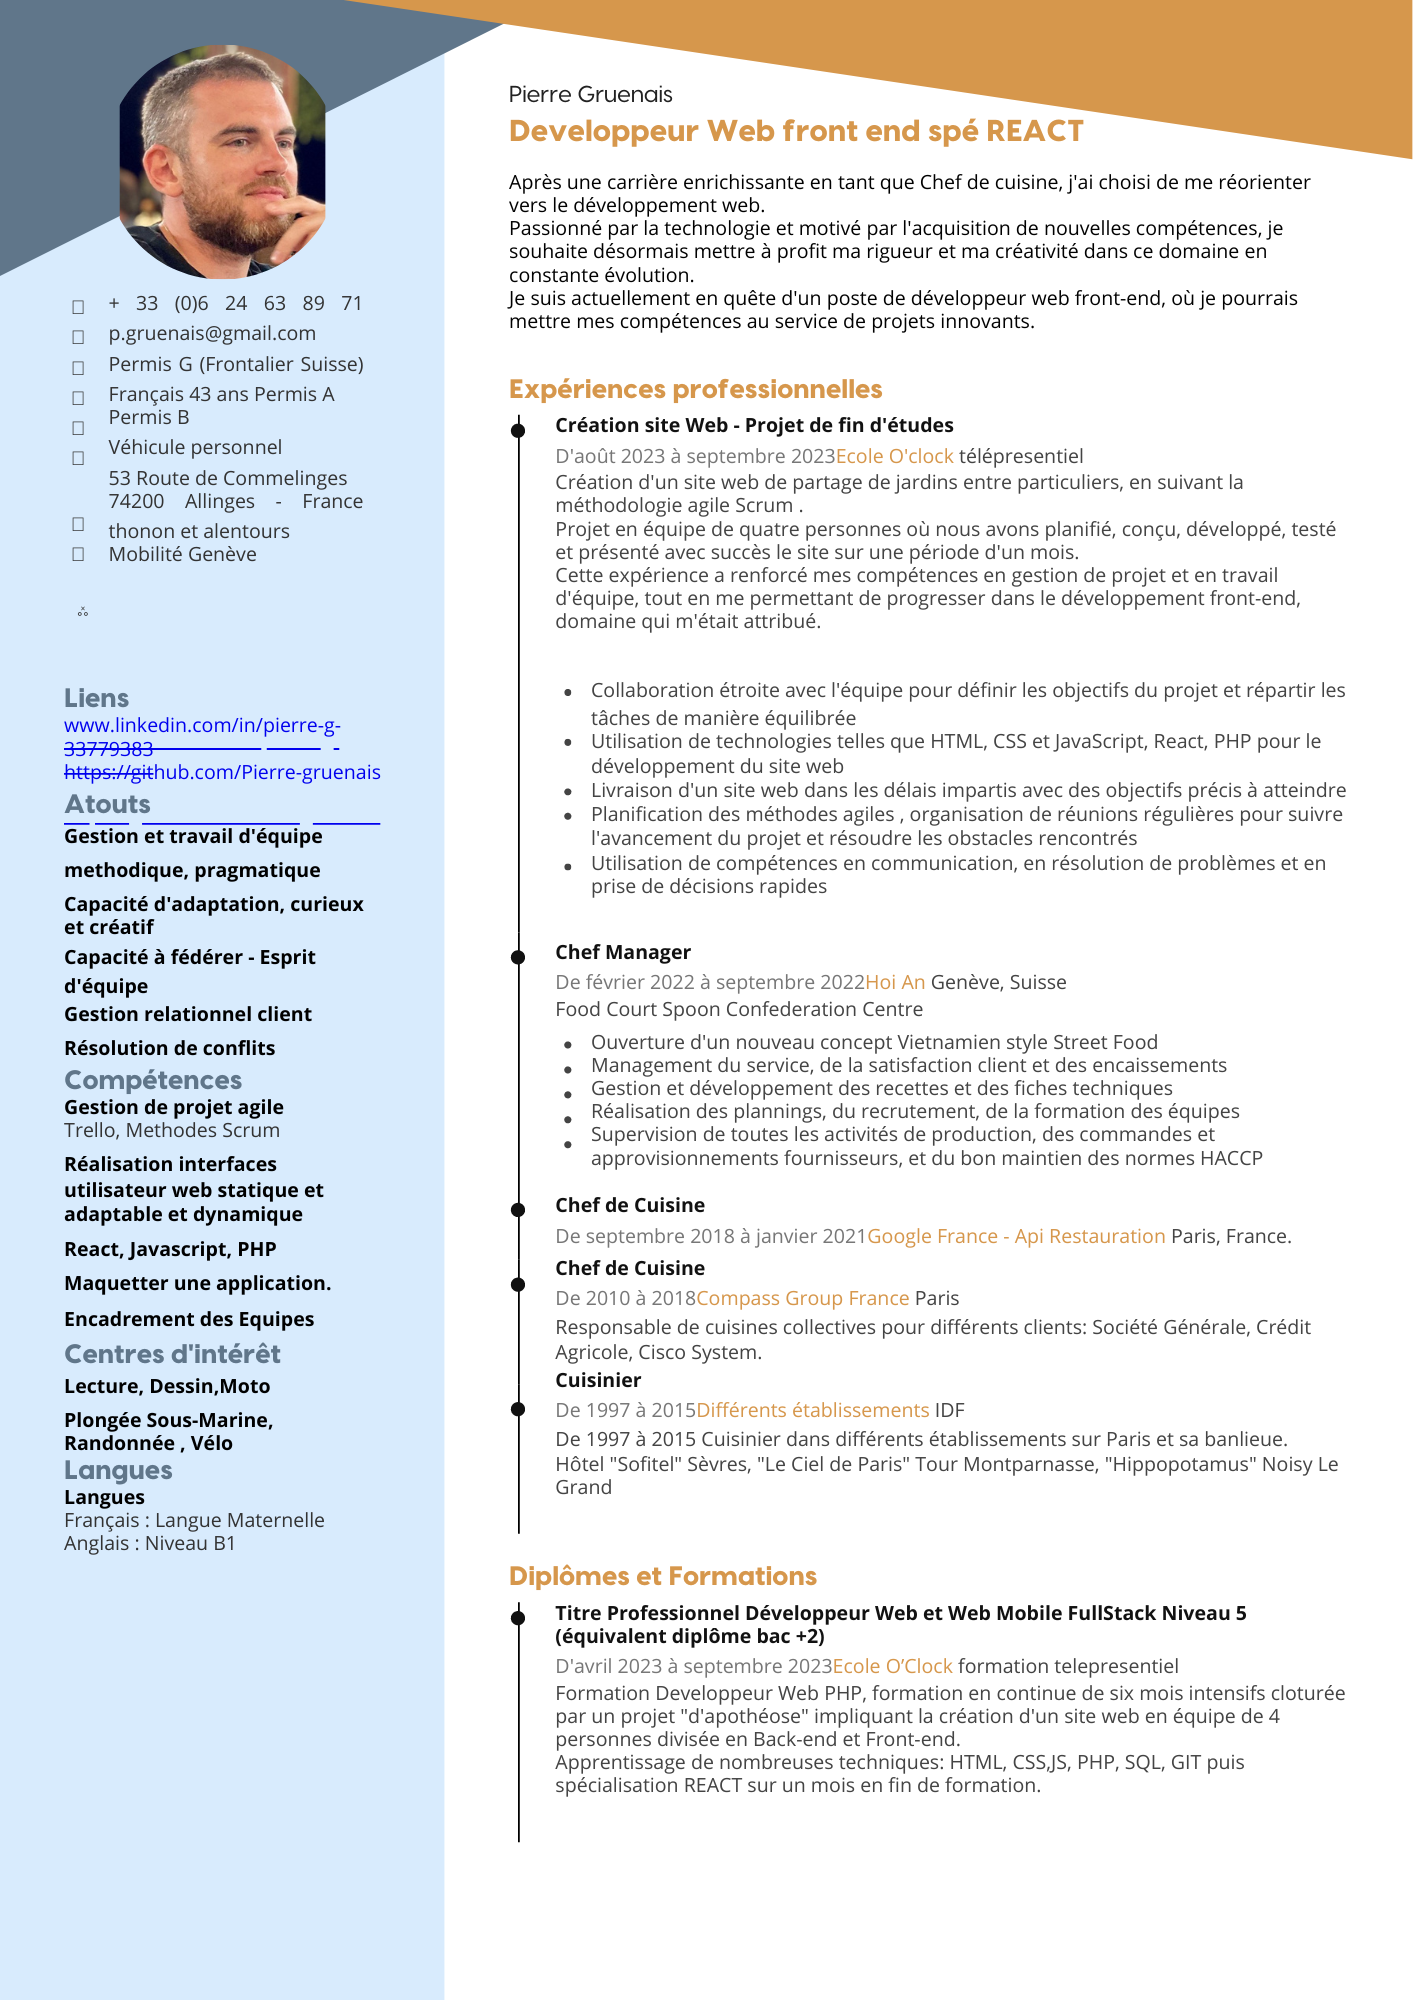 Pierre Gruenais
Developpeur Web front end spé REACT
Après une carrière enrichissante en tant que Chef de cuisine, j'ai choisi de me réorienter
vers le développement web.
Passionné par la technologie et motivé par l'acquisition de nouvelles compétences, je
souhaite désormais mettre à profit ma rigueur et ma créativité dans ce domaine en
constante évolution.
Je suis actuellement en quête d'un poste de développeur web front-end, où je pourrais
mettre mes compétences au service de projets innovants.
+ 33 (0)6 24 63 89 71
p.gruenais@gmail.com
Permis G (Frontalier Suisse)
Français 43 ans Permis A
Permis B
Véhicule personnel
53 Route de Commelinges
74200 Allinges - France
thonon et alentours
Mobilité Genève
Liens
www.linkedin.com/in/pierre-g-
33779383
https://github.com/Pierre-gruenais
Atouts
Gestion et travail d'équipe
methodique, pragmatique
Capacité d'adaptation, curieux
et créatif
Capacité à fédérer - Esprit
d'équipe
Gestion relationnel client
Résolution de conflits
Compétences
Gestion de projet agile
Trello, Methodes Scrum
Réalisation interfaces
utilisateur web statique et
adaptable et dynamique
React, Javascript, PHP
Maquetter une application.
Encadrement des Equipes
Centres d'intérêt
Lecture, Dessin,Moto
Plongée Sous-Marine,
Randonnée , Vélo
Langues
Langues
Français : Langue Maternelle
Anglais : Niveau B1
Expériences professionnelles
Création site Web - Projet de fin d'études
D'août 2023 à septembre 2023Ecole O'clock télépresentiel
Création d'un site web de partage de jardins entre particuliers, en suivant la
méthodologie agile Scrum .
Projet en équipe de quatre personnes où nous avons planifié, conçu, développé, testé
et présenté avec succès le site sur une période d'un mois.
Cette expérience a renforcé mes compétences en gestion de projet et en travail
d'équipe, tout en me permettant de progresser dans le développement front-end,
domaine qui m'était attribué.
• Collaboration étroite avec l'équipe pour définir les objectifs du projet et répartir les
tâches de manière équilibrée
• Utilisation de technologies telles que HTML, CSS et JavaScript, React, PHP pour le
développement du site web
• Livraison d'un site web dans les délais impartis avec des objectifs précis à atteindre
• Planification des méthodes agiles , organisation de réunions régulières pour suivre
l'avancement du projet et résoudre les obstacles rencontrés
• Utilisation de compétences en communication, en résolution de problèmes et en
prise de décisions rapides
Chef Manager
De février 2022 à septembre 2022Hoi An Genève, Suisse
Food Court Spoon Confederation Centre
• Ouverture d'un nouveau concept Vietnamien style Street Food
• Management du service, de la satisfaction client et des encaissements
• Gestion et développement des recettes et des fiches techniques
• Réalisation des plannings, du recrutement, de la formation des équipes
• Supervision de toutes les activités de production, des commandes et
approvisionnements fournisseurs, et du bon maintien des normes HACCP
Chef de Cuisine
De septembre 2018 à janvier 2021Google France - Api Restauration Paris, France.
Chef de Cuisine
De 2010 à 2018Compass Group France Paris
Responsable de cuisines collectives pour différents clients: Société Générale, Crédit
Agricole, Cisco System.
Cuisinier
De 1997 à 2015Différents établissements IDF
De 1997 à 2015 Cuisinier dans différents établissements sur Paris et sa banlieue.
Hôtel "Sofitel" Sèvres, "Le Ciel de Paris" Tour Montparnasse, "Hippopotamus" Noisy Le
Grand
Diplômes et Formations
Titre Professionnel Développeur Web et Web Mobile FullStack Niveau 5
(équivalent diplôme bac +2)
D'avril 2023 à septembre 2023Ecole O’Clock formation telepresentiel
Formation Developpeur Web PHP, formation en continue de six mois intensifs cloturée
par un projet "d'apothéose" impliquant la création d'un site web en équipe de 4
personnes divisée en Back-end et Front-end.
Apprentissage de nombreuses techniques: HTML, CSS,JS, PHP, SQL, GIT puis
spécialisation REACT sur un mois en fin de formation.